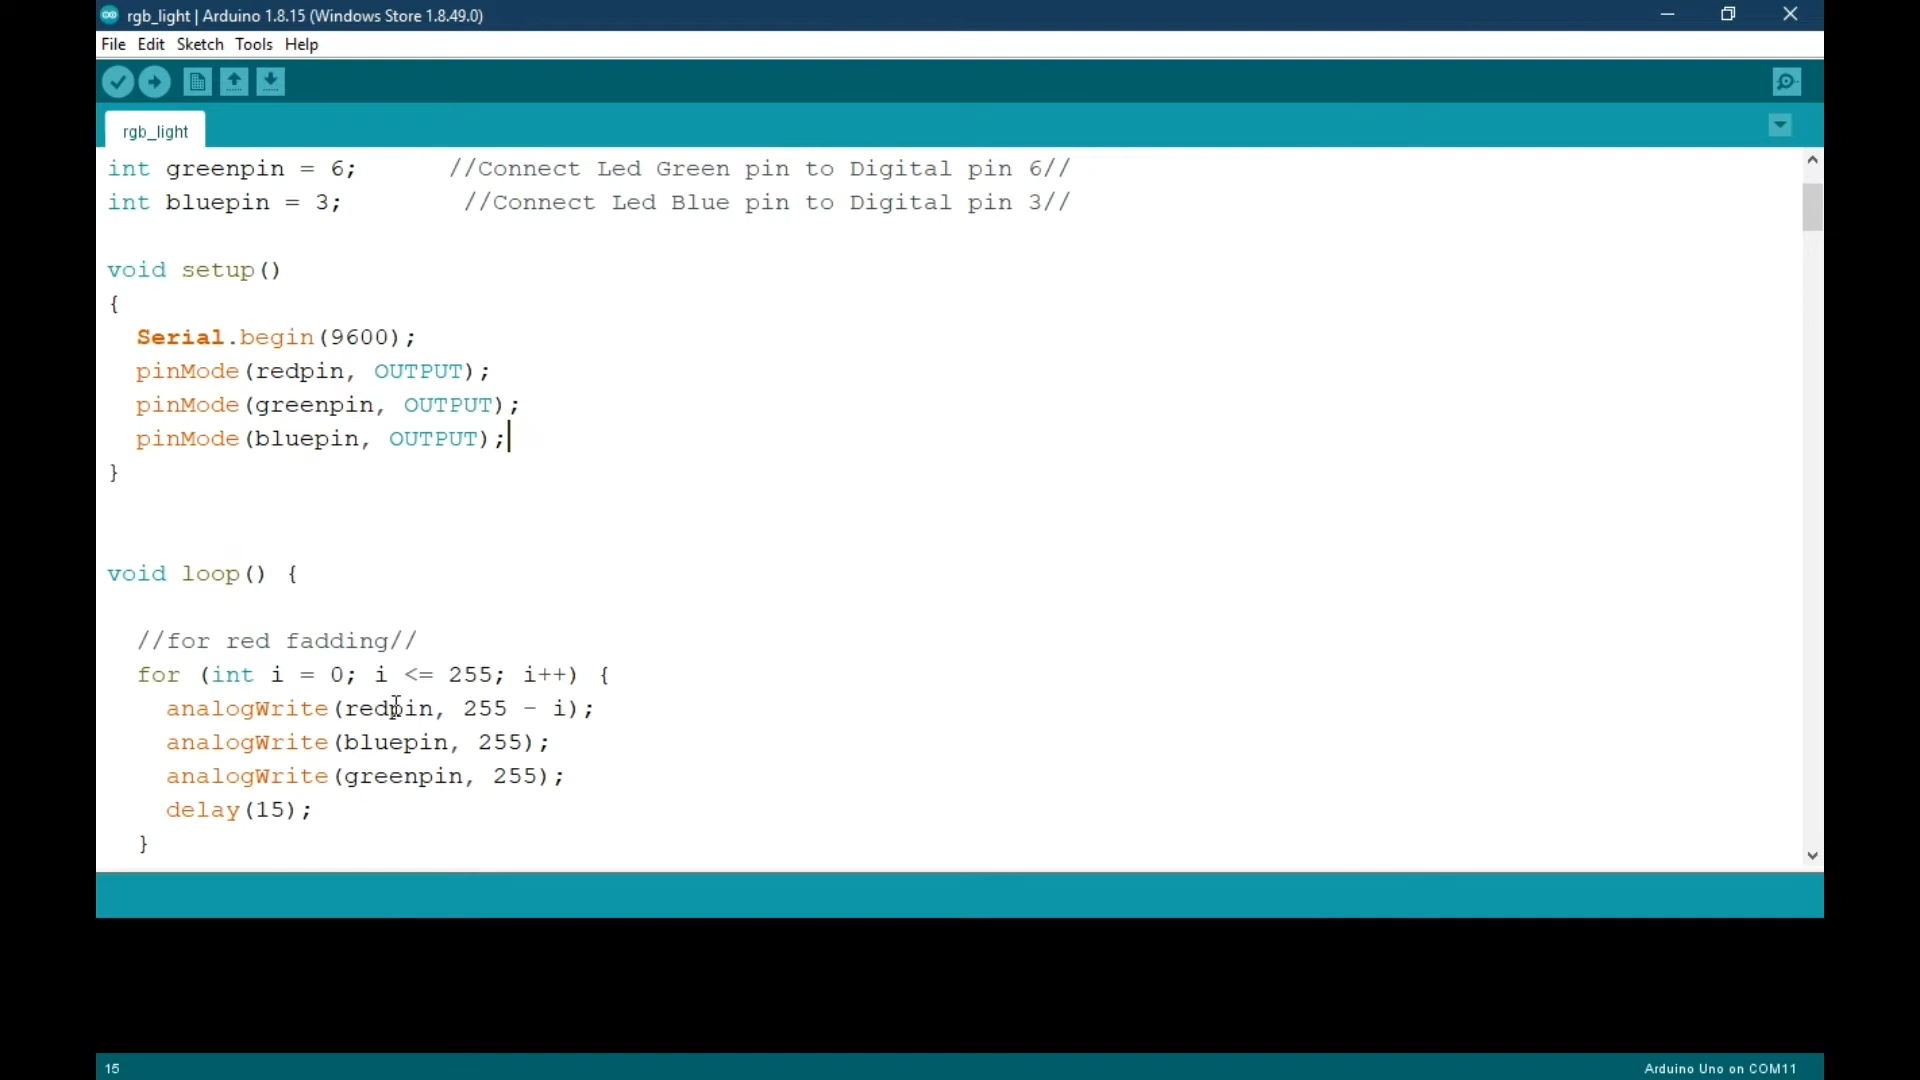 rgb_light | Arduino 1.8.15 (Windows Store 1.8.49.0)
File Edit Sketch Tools Help
rgb_light
int greenpin = 6;      //Connect Led Green pin to Digital pin 6//
int bluepin = 3;        //Connect Led Blue pin to Digital pin 3//
void setup()
{
  Serial.begin(9600);
  pinMode(redpin, OUTPUT);
  pinMode(greenpin, OUTPUT);
  pinMode(bluepin, OUTPUT);
}
void loop() {
  //for red fadding//
  for (int i = 0; i <= 255; i++) {
    analogWrite(redpin, 255 - i);
    analogWrite(bluepin, 255);
    analogWrite(greenpin, 255);
    delay(15);
  }
15
Arduino Uno on COM11